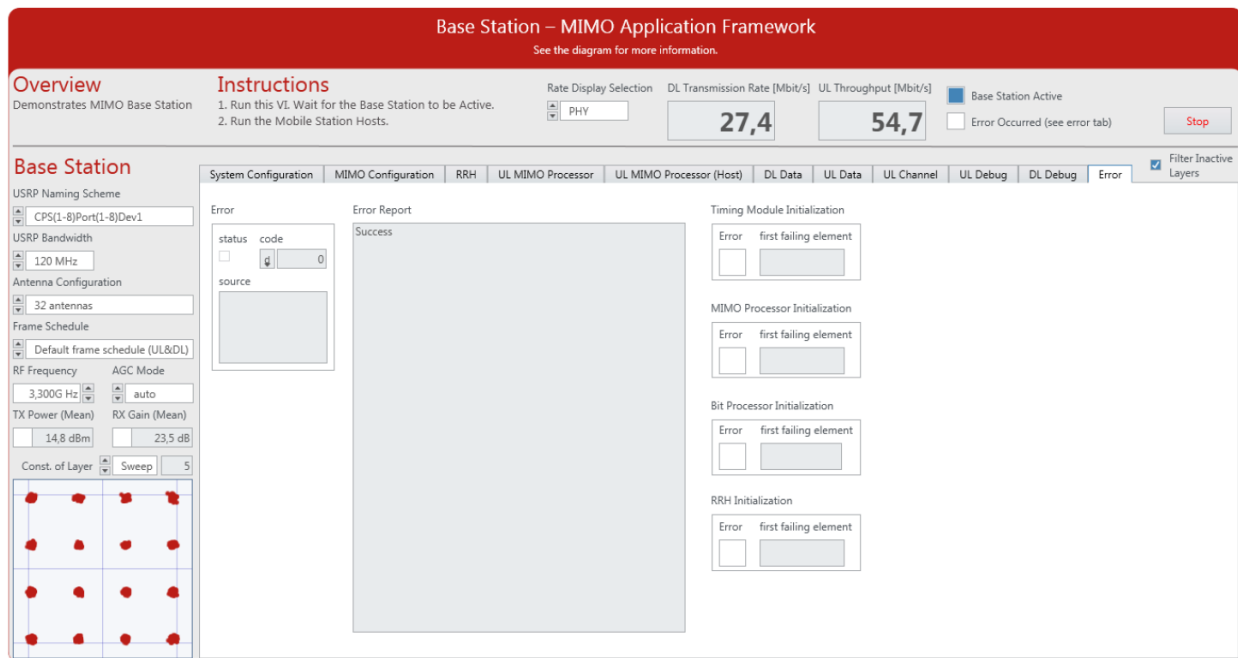 Base Station – MIMO Application Framework
See the diagram for more information.
Overview
Demonstrates MIMO Base Station
Instructions
1. Run this VI. Wait for the Base Station to be Active.
2. Run the Mobile Station Hosts.
Rate Display Selection
PHY
DL Transmission Rate [Mbit/s]
27,4
UL Throughput [Mbit/s]
54,7
Base Station Active
Error Occurred (see error tab)
Stop
Base Station
USRP Naming Scheme
CPS(1-8)Port(1-8)Dev1
USRP Bandwidth
120 MHz
Antenna Configuration
32 antennas
Frame Schedule
Default frame schedule (UL&DL)
RF Frequency AGC Mode
3,300G Hz auto
TX Power (Mean) RX Gain (Mean)
14,8 dBm 23,5 dB
Const. of Layer Sweep 5
System Configuration MIMO Configuration RRH UL MIMO Processor UL MIMO Processor (Host) DL Data UL Data UL Channel UL Debug DL Debug Error
Filter Inactive
Layers
Error
status code
d 0
source
Error Report
Success
Timing Module Initialization
Error first failing element
MIMO Processor Initialization
Error first failing element
Bit Processor Initialization
Error first failing element
RRH Initialization
Error first failing element